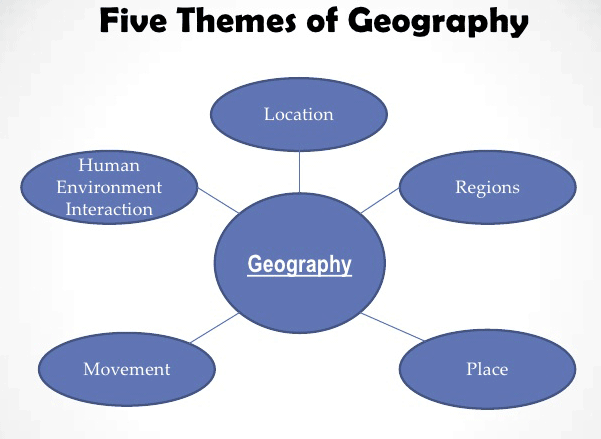 Five Themes of Geography
Location
Human
Environment
Interaction
Regions
Geography
Movement
Place